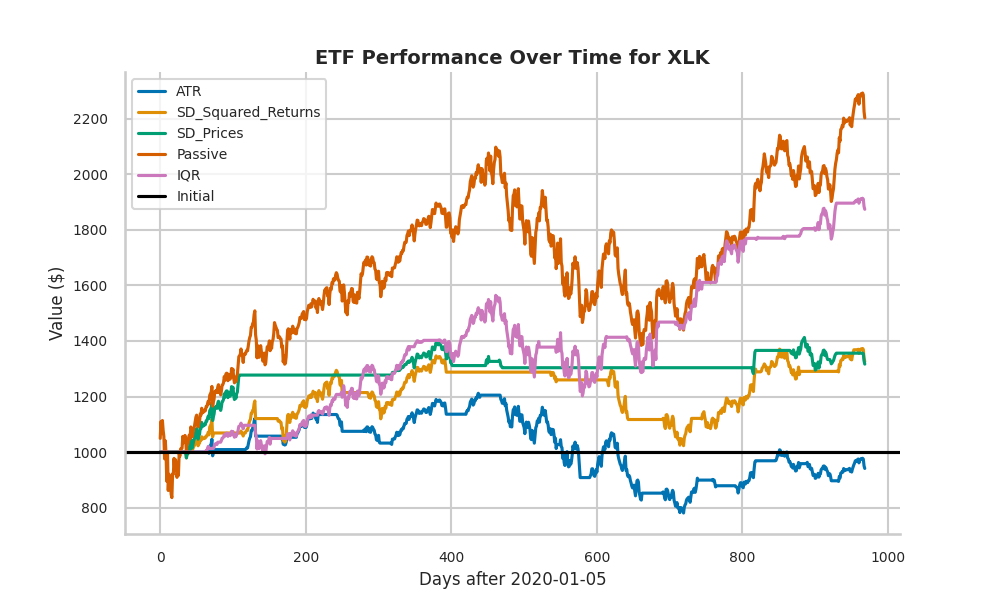 ETF Performance Over Time for XLK
ATR
SD_Squared_Returns
SD_Prices
Passive
IQR
Initial
2200
2000
1800
1600
1400
1200
1000
800
Value ($)
0 200 400 600 800 1000
Days after 2020-01-05